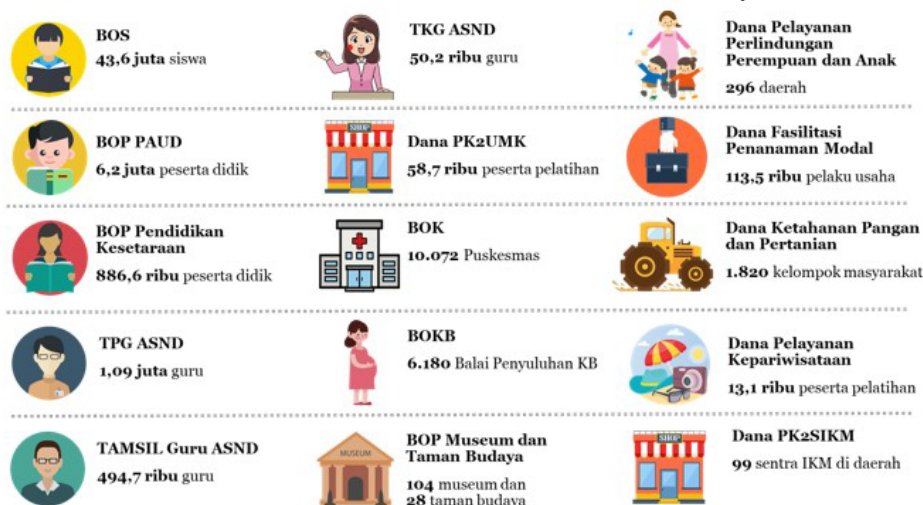 BOS
43,6 juta siswa
TKG ASND
50,2 ribu guru
Dana Pelayanan
Perlindungan
Perempuan dan Anak
296 daerah
BOP PAUD
6,2 juta peserta didik
SHOP
Dana PK2UMK
58,7 ribu peserta pelatihan
Dana Fasilitasi
Penanaman Modal
113,5 ribu pelaku usaha
BOP Pendidikan
Kesetaraan
886,6 ribu peserta didik
BOK
10.072 Puskesmas
Dana Ketahanan Pangan
dan Pertanian
1.820 kelompok masyarakat
TPG ASND
1,09 juta guru
BOKB
6.180 Balai Penyuluhan KB
Dana Pelayanan
Kepariwisataan
13,1 ribu peserta pelatihan
TAMSIL Guru ASND
494,7 ribu guru
MUSEUM
BOP Museum dan
Taman Budaya
104 museum dan
28 taman budaya
SHOP
Dana PK2SIKM
99 sentra IKM di daerah